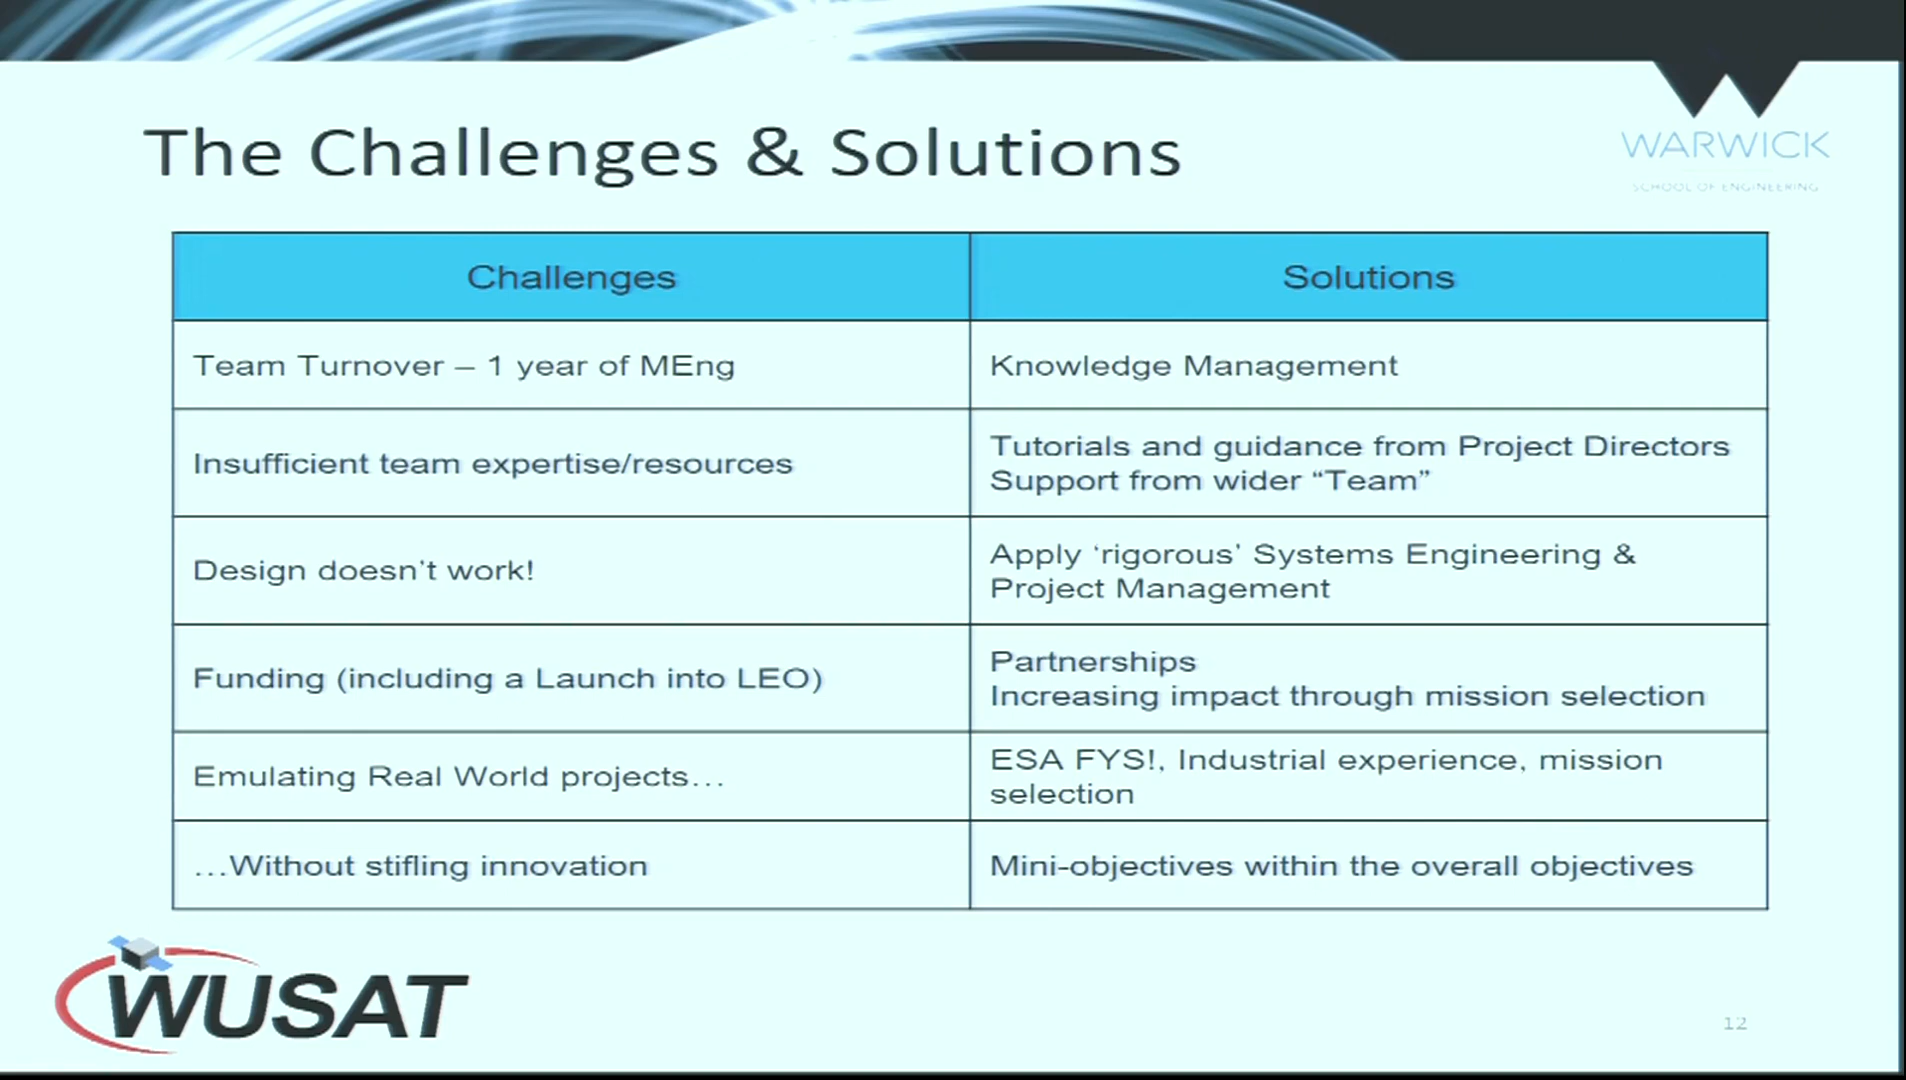 WARWICK
SCHOOL OF ENGINEERING
The Challenges & Solutions
Challenges
Solutions
Team Turnover – 1 year of MEng
Knowledge Management
Insufficient team expertise/resources
Tutorials and guidance from Project Directors
Support from wider “Team”
Design doesn’t work!
Apply ‘rigorous’ Systems Engineering &
Project Management
Funding (including a Launch into LEO)
Partnerships
Increasing impact through mission selection
Emulating Real World projects…
ESA FYS!, Industrial experience, mission
selection
…Without stifling innovation
Mini-objectives within the overall objectives
WUSAT
12